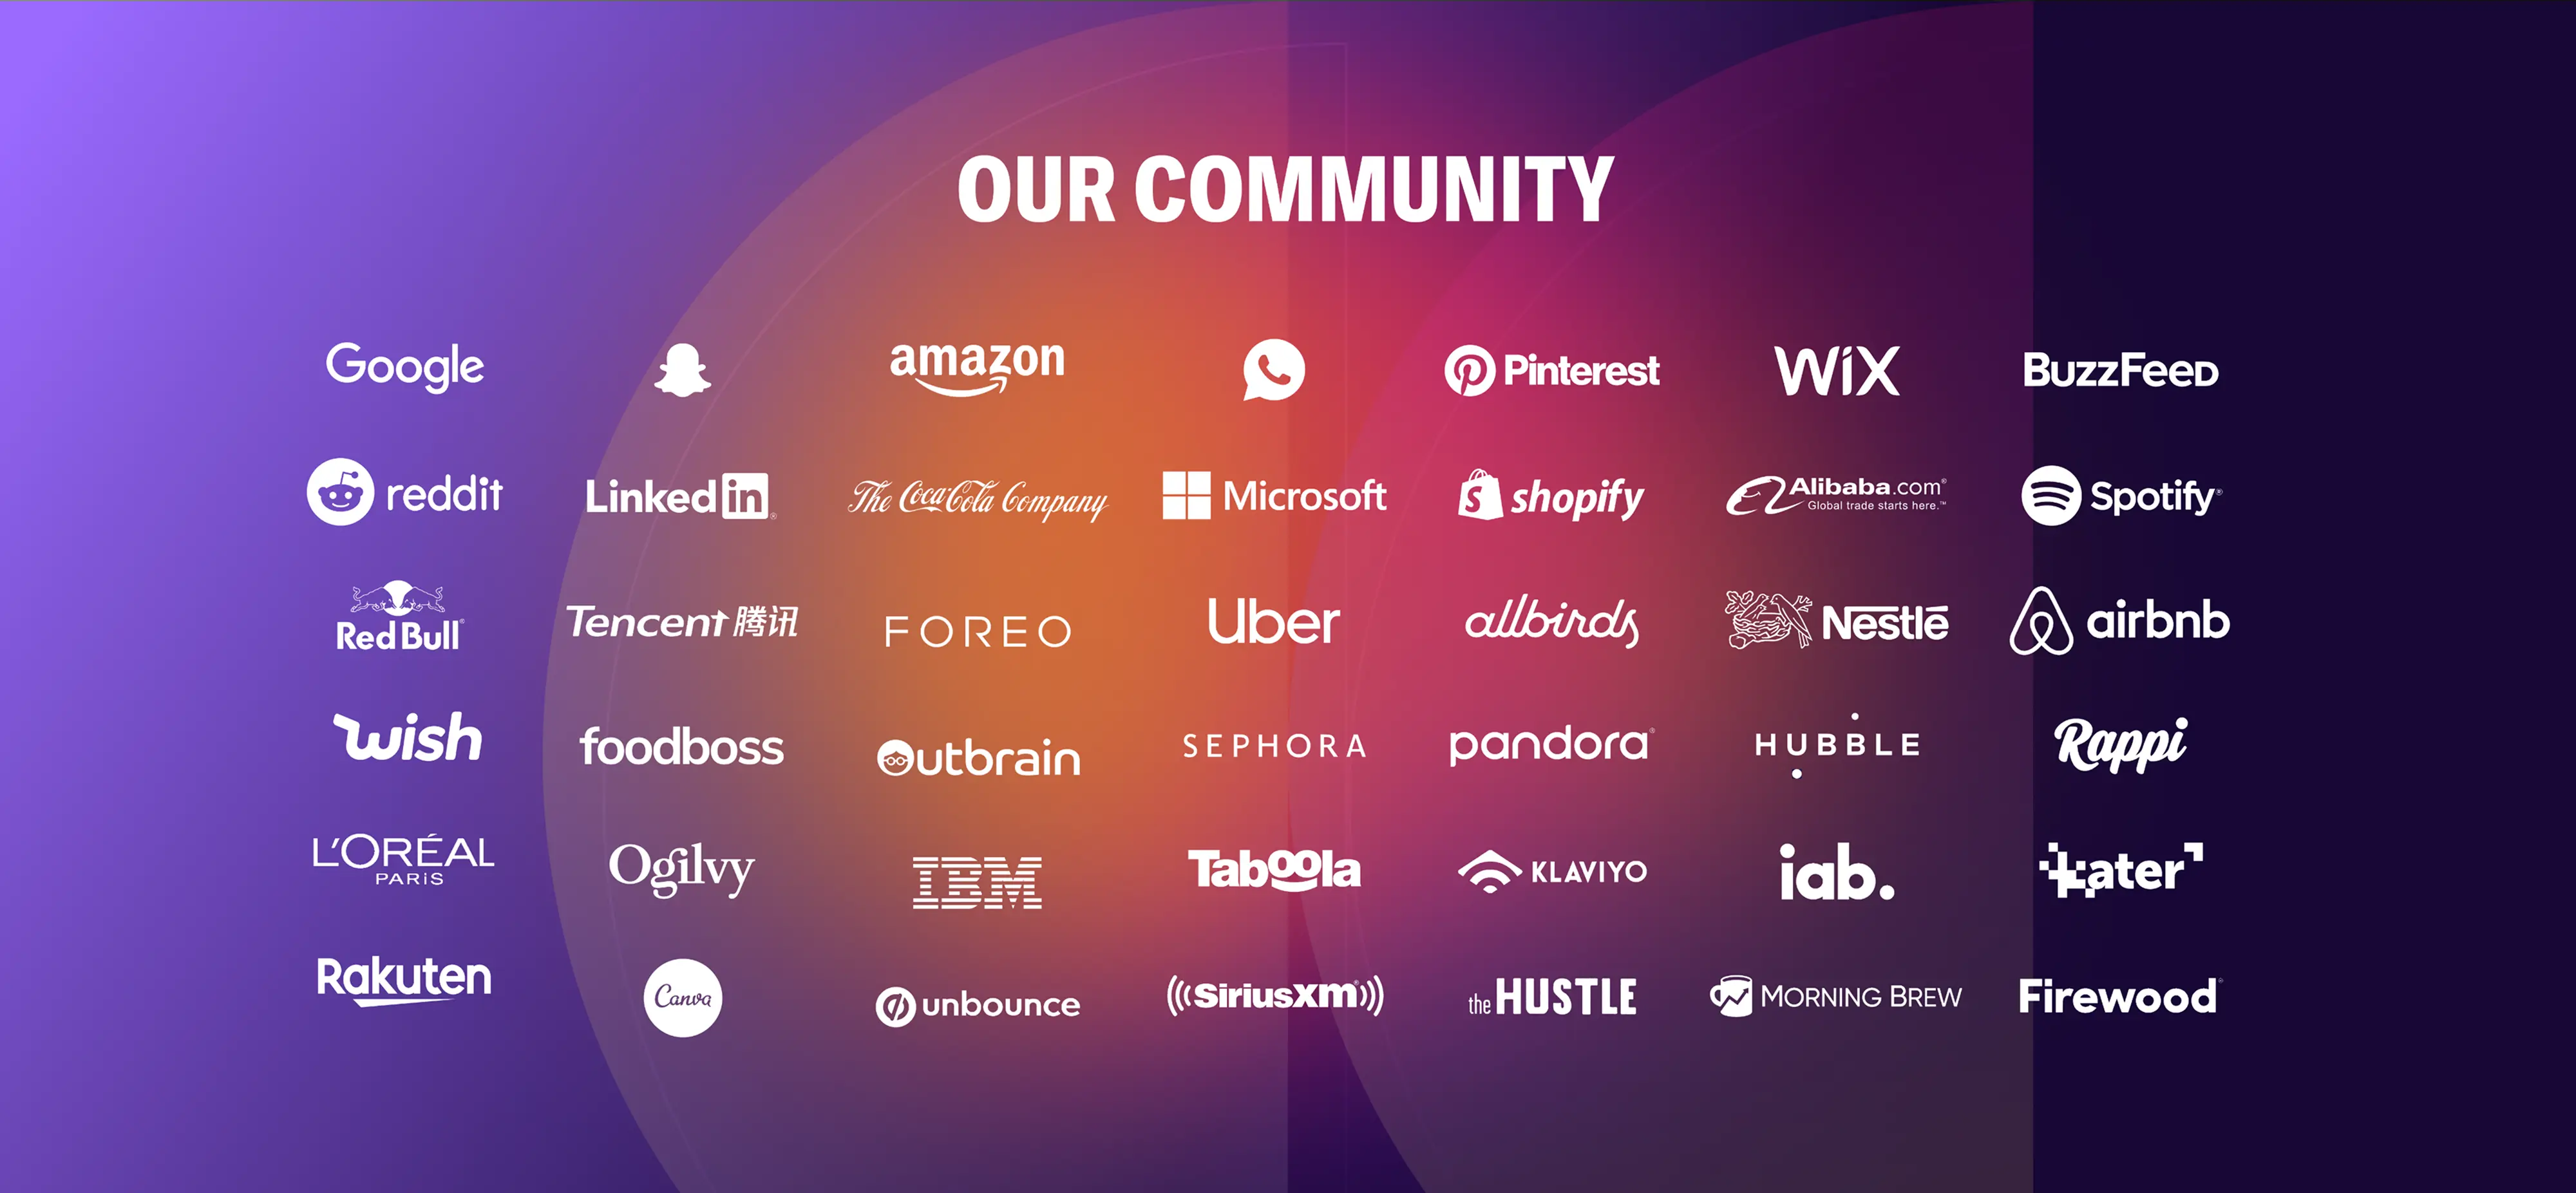 OUR COMMUNITY
Google
amazon
Pinterest
WiX
BuzzFeeD
reddit
Linked in®
The Coca-Cola Company
Microsoft
S shopify
Alibaba.com®
Global trade starts here.™
Spotify®
Red Bull®
Tencent 腾讯
FOREO
Uber
allbirds
Nestlé
airbnb
wish
foodboss
Outbrain
SEPHORA
pandora®
HUBBLE
Rappi
L'ORÉAL
PARiS
Ogilvy
IBM
Taboola
KLAVIYO
iab.
Later
Rakuten
Canva
unbounce
(((SiriusXm®)))
the HUSTLE
MORNING BREW
Firewood®